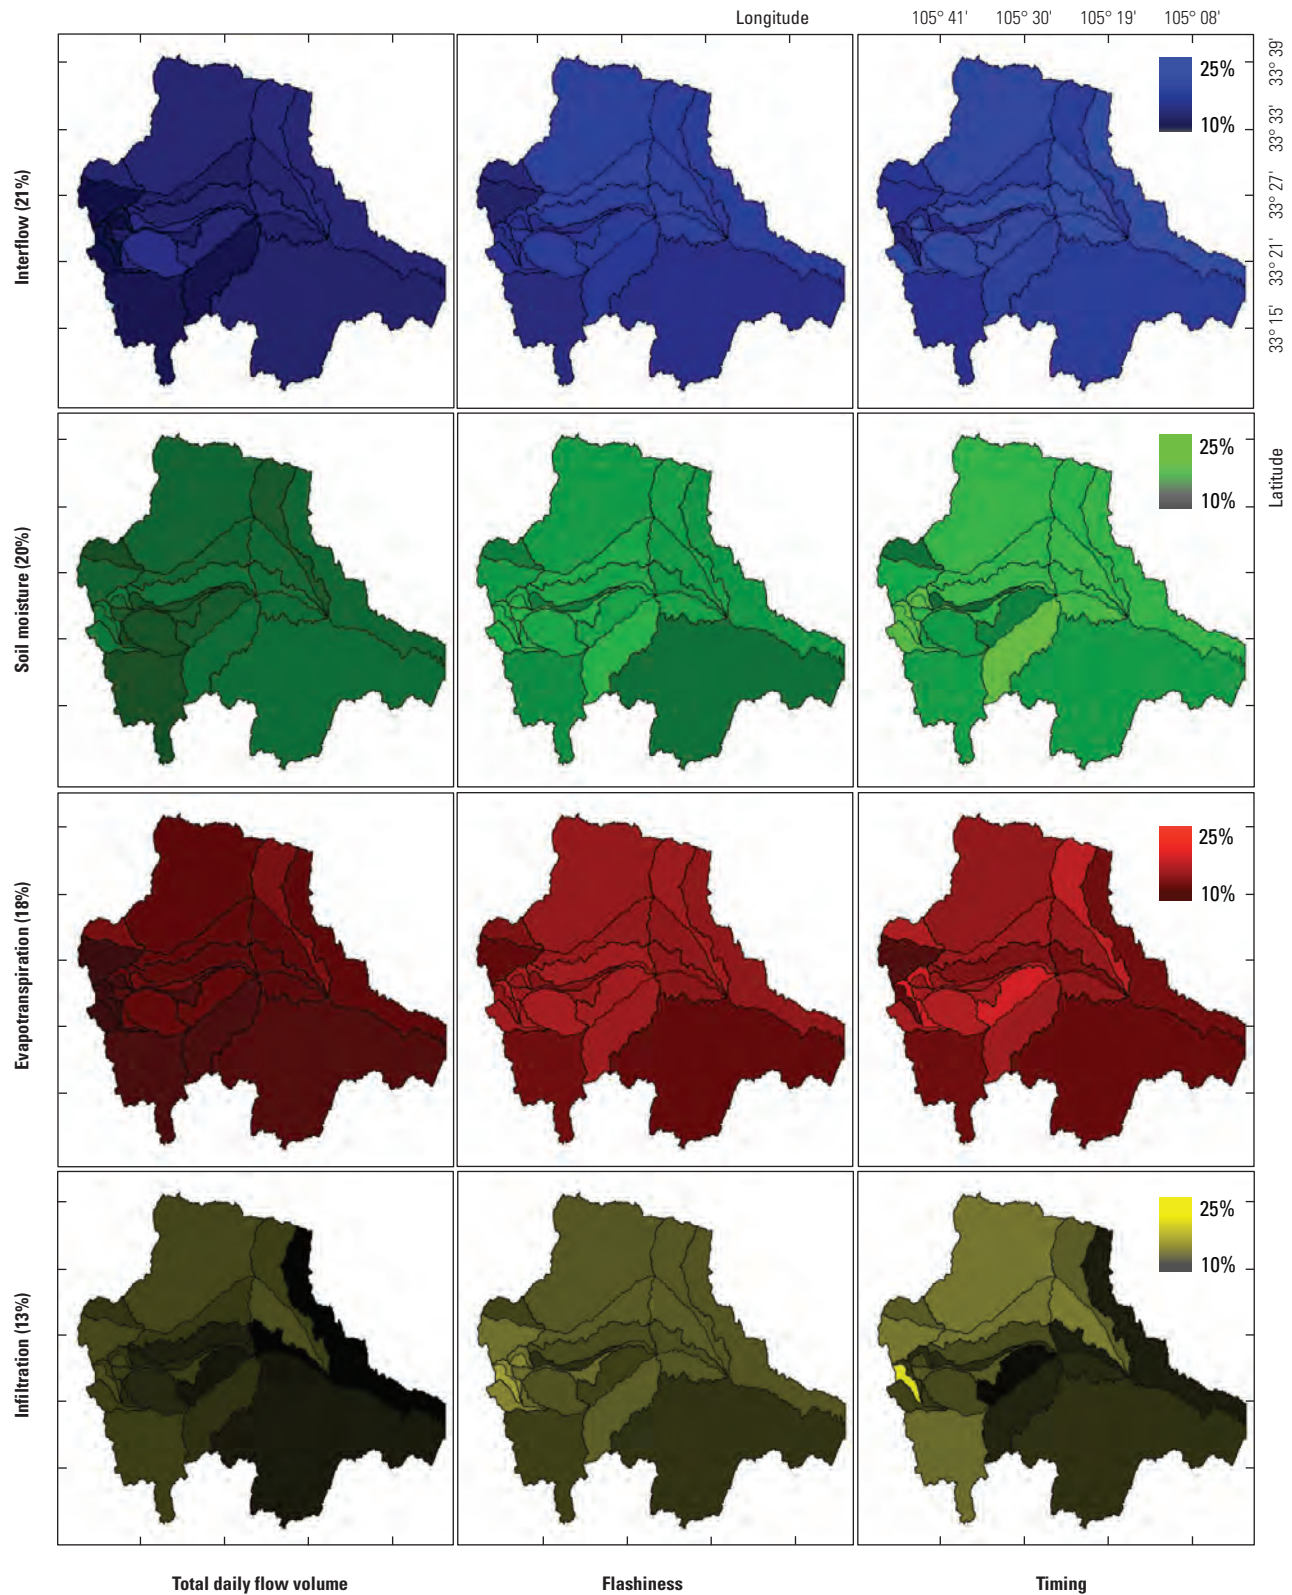 Longitude
105° 41' 105° 30' 105° 19' 105° 08'
Interflow (21%)
25%
10%
33° 39'
33° 33'
33° 27'
33° 21'
33° 15'
Soil moisture (20%)
25%
10%
Latitude
Evapotranspiration (18%)
25%
10%
Infiltration (13%)
25%
10%
Total daily flow volume Flashiness Timing